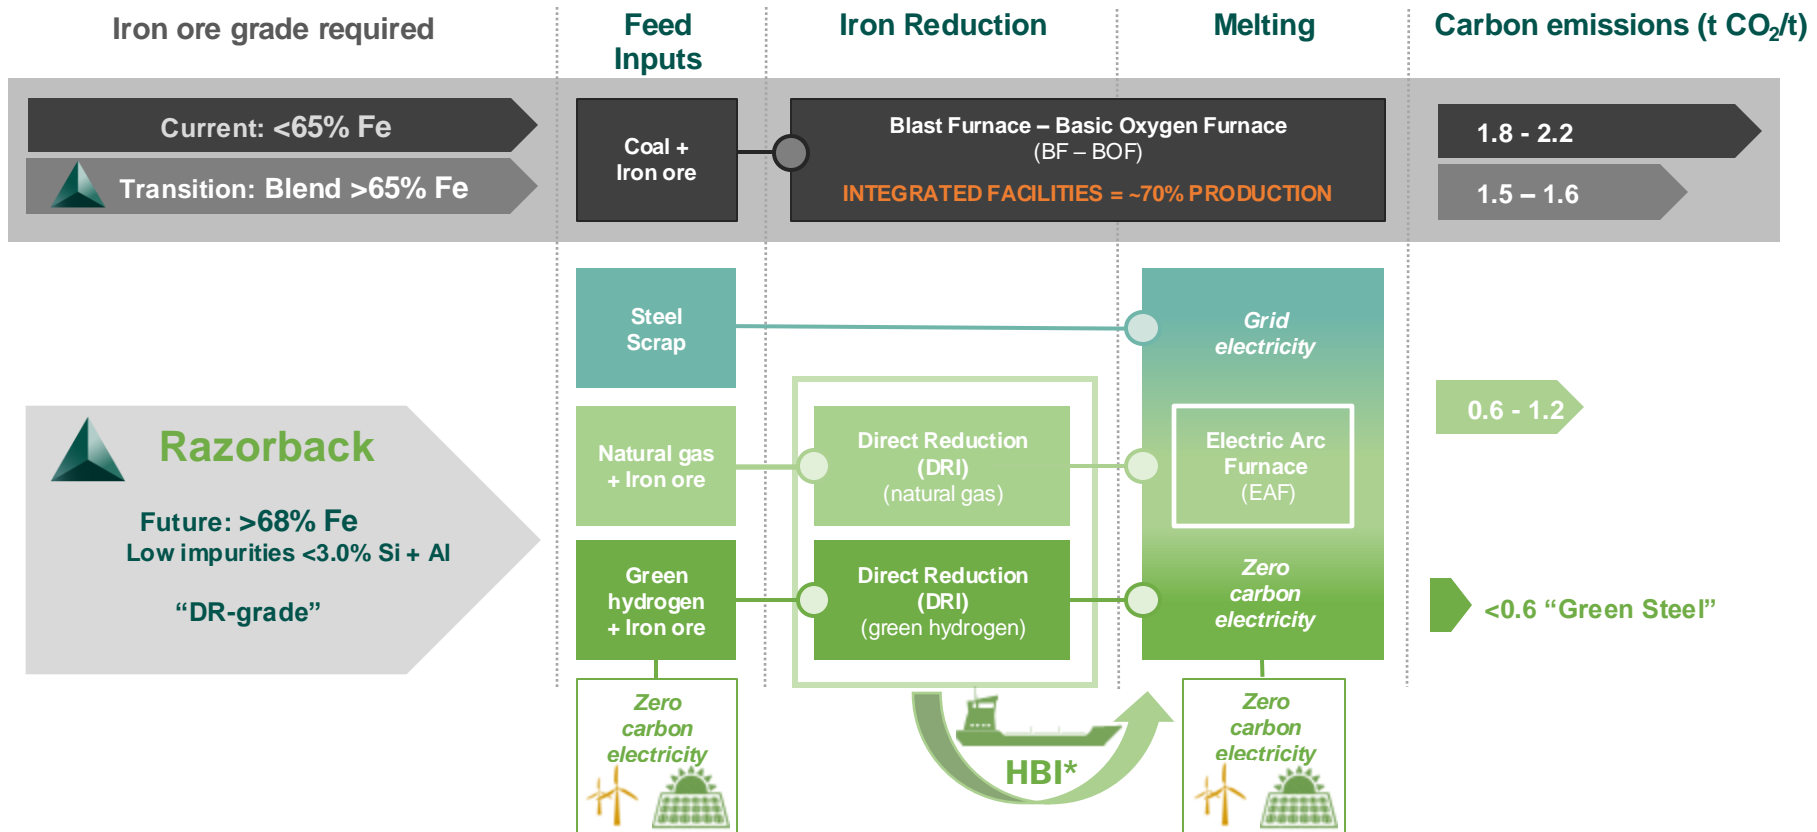 Iron ore grade required
Feed
Inputs
Iron Reduction
Melting
Carbon emissions (t CO₂/t)
Current: <65% Fe
Transition: Blend >65% Fe
Coal +
Iron ore
Blast Furnace – Basic Oxygen Furnace
(BF – BOF)
INTEGRATED FACILITIES = ~70% PRODUCTION
1.8 - 2.2
1.5 – 1.6
Steel
Scrap
Grid
electricity
Razorback
Future: >68% Fe
Low impurities <3.0% Si + Al
“DR-grade”
Natural gas
+ Iron ore
Direct Reduction
(DRI)
(natural gas)
Electric Arc
Furnace
(EAF)
0.6 - 1.2
Green
hydrogen
+ Iron ore
Direct Reduction
(DRI)
(green hydrogen)
Zero
carbon
electricity
<0.6 “Green Steel”
Zero
carbon
electricity
HBI*
Zero
carbon
electricity